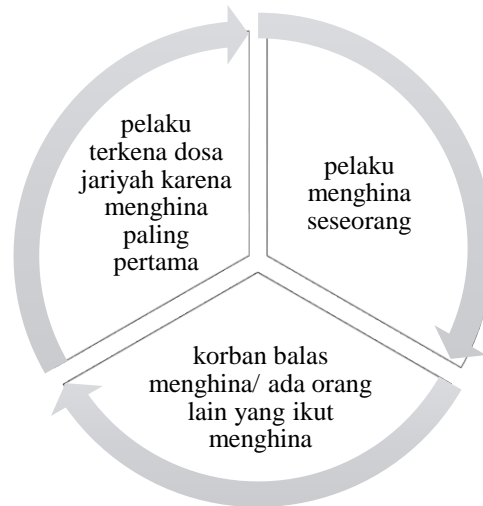 pelaku
menghina
seseorang
korban balas
menghina/ ada orang
lain yang ikut
menghina
pelaku
terkena dosa
jariyah karena
menghina
paling
pertama